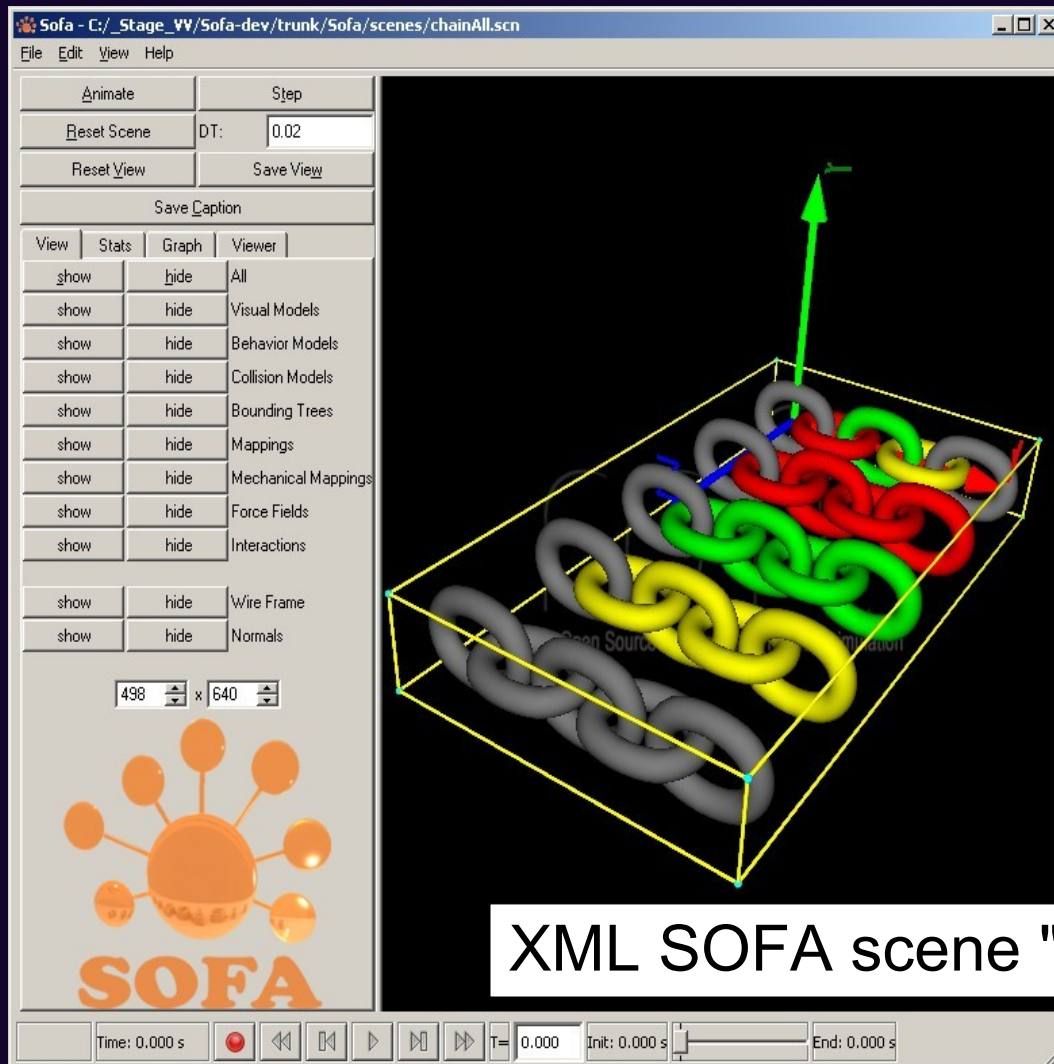 Sofa - C:/_Stage_VV/Sofa-dev/trunk/Sofa/scenes/chainAll.scn
File Edit View Help
Animate Step
Reset Scene DT: 0.02
Reset View Save View
Save Caption
View Stats Graph Viewer
show hide All
show hide Visual Models
show hide Behavior Models
show hide Collision Models
show hide Bounding Trees
show hide Mappings
show hide Mechanical Mappings
show hide Force Fields
show hide Interactions
show hide Wire Frame
show hide Normals
498 x 640
SOFA
Y
Open Source
XML SOFA scene "
Time: 0.000 s T= 0.000 Init: 0.000 s End: 0.000 s